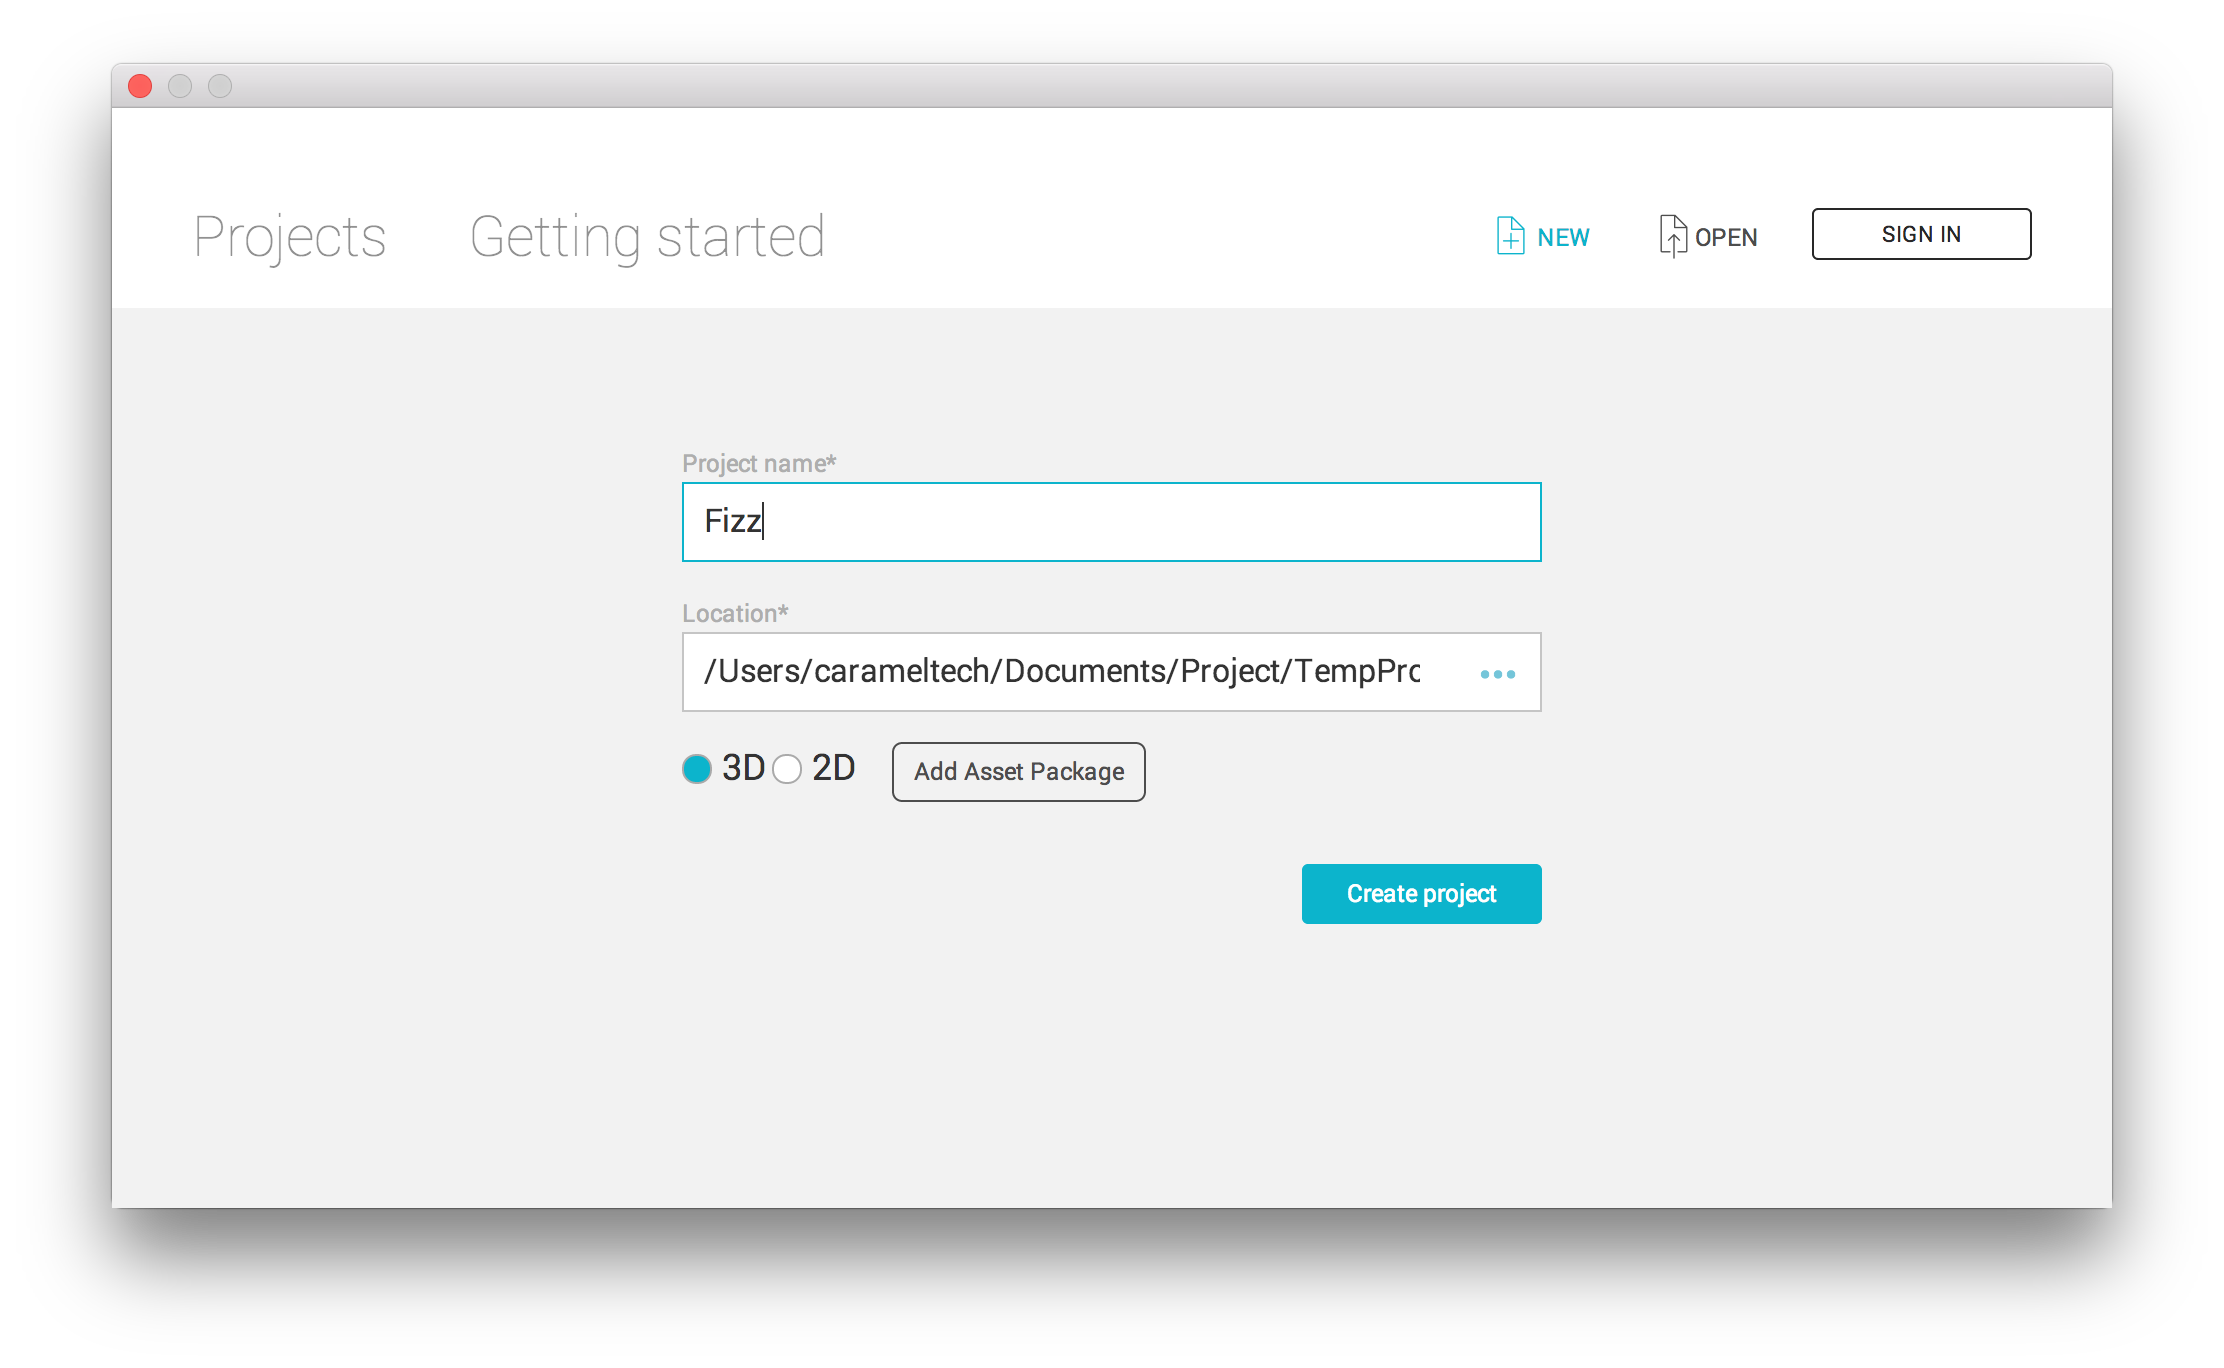 Projects Getting started NEW OPEN SIGN IN
Project name*
Fizz
Location*
/Users/carameltech/Documents/Project/TempPro
3D 2D Add Asset Package
Create project